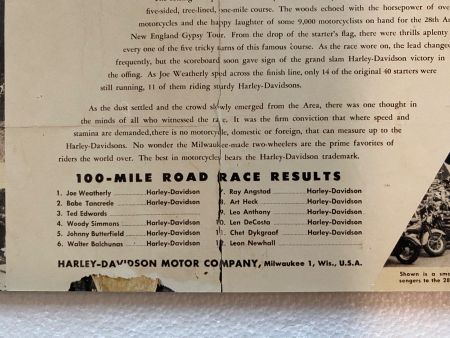 five-sided, tree-lined, one-mile course. The woods echoed with the horsepower of over
motorcycles and the happy laughter of some 9,000 motorcyclists on hand for the 28th A
New England Gypsy Tour. From the drop of the starter's flag, there were thrills aplenty
every one of the five tricky turns of this famous course. As the race wore on, the lead change
frequently, but the scoreboard soon gave sign of the grand slam Harley-Davidson victory in
the offing. As Joe Weatherly sped across the finish line, only 14 of the original 40 starters were
still running, 11 of them riding sturdy Harley-Davidsons.
As the dust settled and the crowd slowly emerged from the Area, there was one thought in
the minds of all who witnessed the race. It was the firm conviction that where speed and
stamina are demanded, there is no motorcycle, domestic or foreign, that can measure up to the
Harley-Davidsons. No wonder the Milwaukee-made two-wheelers are the prime favorites of
riders the world over. The best in motorcycles bears the Harley-Davidson trademark.
100-MILE ROAD RACE RESULTS
1. Joe Weatherly Harley-Davidson
2. Babe Tancrede Harley-Davidson
3. Ted Edwards
4. Woody Simmons Harley-Davidson
5. Johnny Butterfield Harley-Davidson
6. Walter Balchunas Harley-Davidson
7. Ray Angstad Harley-Davidson
8. Art Heck Harley-Davidson
9. Leo Anthony Harley-Davidson
10. Len DeCosta Harley-Davidson
11. Chet Dykgraaf Harley-Davidson
12. Leon Newhall
HARLEY-DAVIDSON MOTOR COMPANY, Milwaukee 1, Wis., U.S.A.
Shown is a sma
sengers to the 28